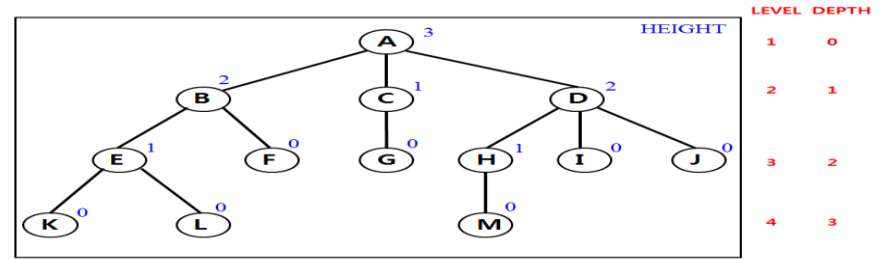 LEVEL DEPTH
HEIGHT
A 3 1 0
B 2 C 1 D 2 2 1
E 1 F 0 G 0 H 1 I 0 J 0 3 2
K 0 L 0 M 0 4 3